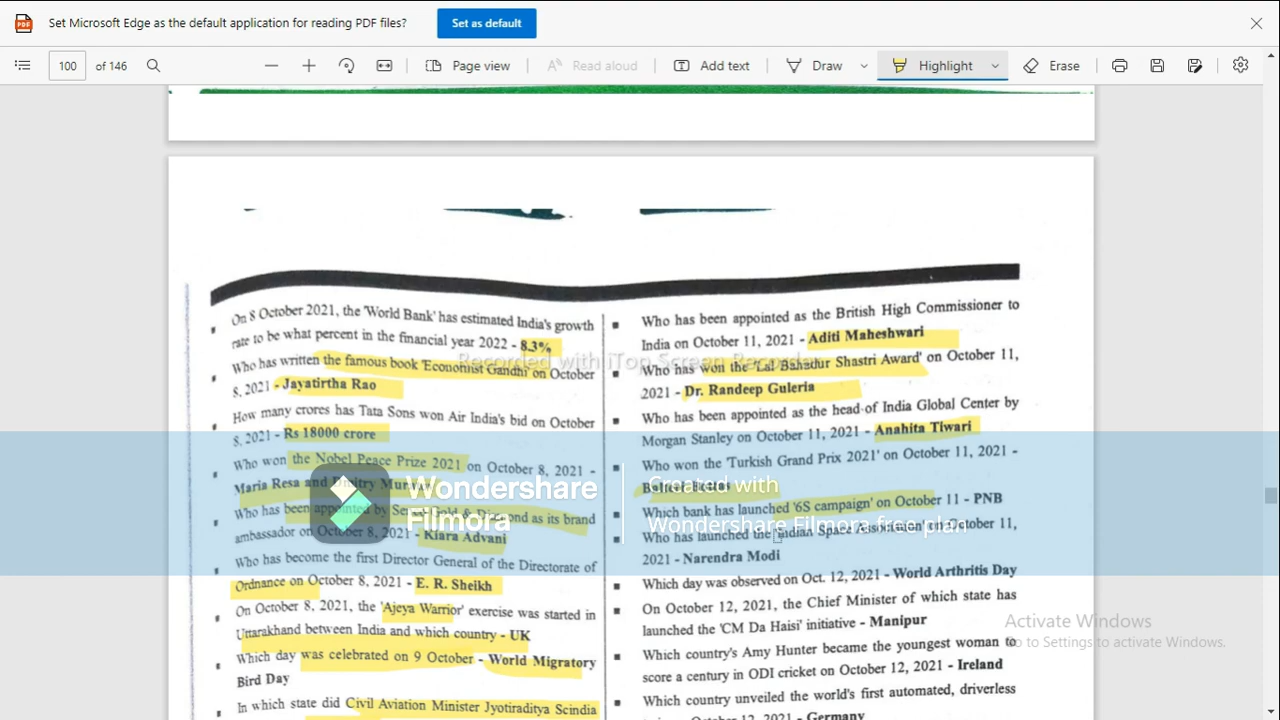 Set Microsoft Edge as the default application for reading PDF files?
Set as default
100 of 146
Page view
Read aloud
Add text
Draw
Highlight
Erase
On 8 October 2021, the 'World Bank' has estimated India's growth
rate to be what percent in the financial year 2022 - 8.3%
Who has written the famous book 'Economist Gandhi' on October
8, 2021 - Jayatirtha Rao
How many crores has Tata Sons won Air India's bid on October
8, 2021 - Rs 18000 crore
Who won the Nobel Peace Prize 2021 on October 8, 2021 -
Maria Resa and Dmitry
Who has been appointed by Gold & Diamond as its brand
ambassador on October 8, 2021 - Kiara Advani
Who has become the first Director General of the Directorate of
Ordnance on October 8, 2021 - E. R. Sheikh
On October 8, 2021, the 'Ajeya Warrior' exercise was started in
Uttarakhand between India and which country - UK
Which day was celebrated on 9 October - World Migratory
Bird Day
In which state did Civil Aviation Minister Jyotiraditya Scindia
Who has been appointed as the British High Commissioner to
India on October 11, 2021 - Aditi Maheshwari
Who has won the 'Lal Bahadur Shastri Award' on October 11,
2021 - Dr. Randeep Guleria
Who has been appointed as the head of India Global Center by
Morgan Stanley on October 11, 2021 - Anahita Tiwari
Who won the 'Turkish Grand Prix 2021' on October 11, 2021 -
Which bank has launched '6S campaign' on October 11 - PNB
Who has launched the Indian Space Association' on October 11,
2021 - Narendra Modi
Which day was observed on Oct. 12, 2021 - World Arthritis Day
On October 12, 2021, the Chief Minister of which state has
launched the 'CM Da Haisi' initiative - Manipur
Which country's Amy Hunter became the youngest woman to
score a century in ODI cricket on October 12, 2021 - Ireland
Which country unveiled the world's first automated, driverless
October 12, 2021 - Germany
Recorded with iTop Screen Recorder
Wondershare
Filmora
Created with
Wondershare Filmora free plan
Activate Windows
Go to Settings to activate Windows.